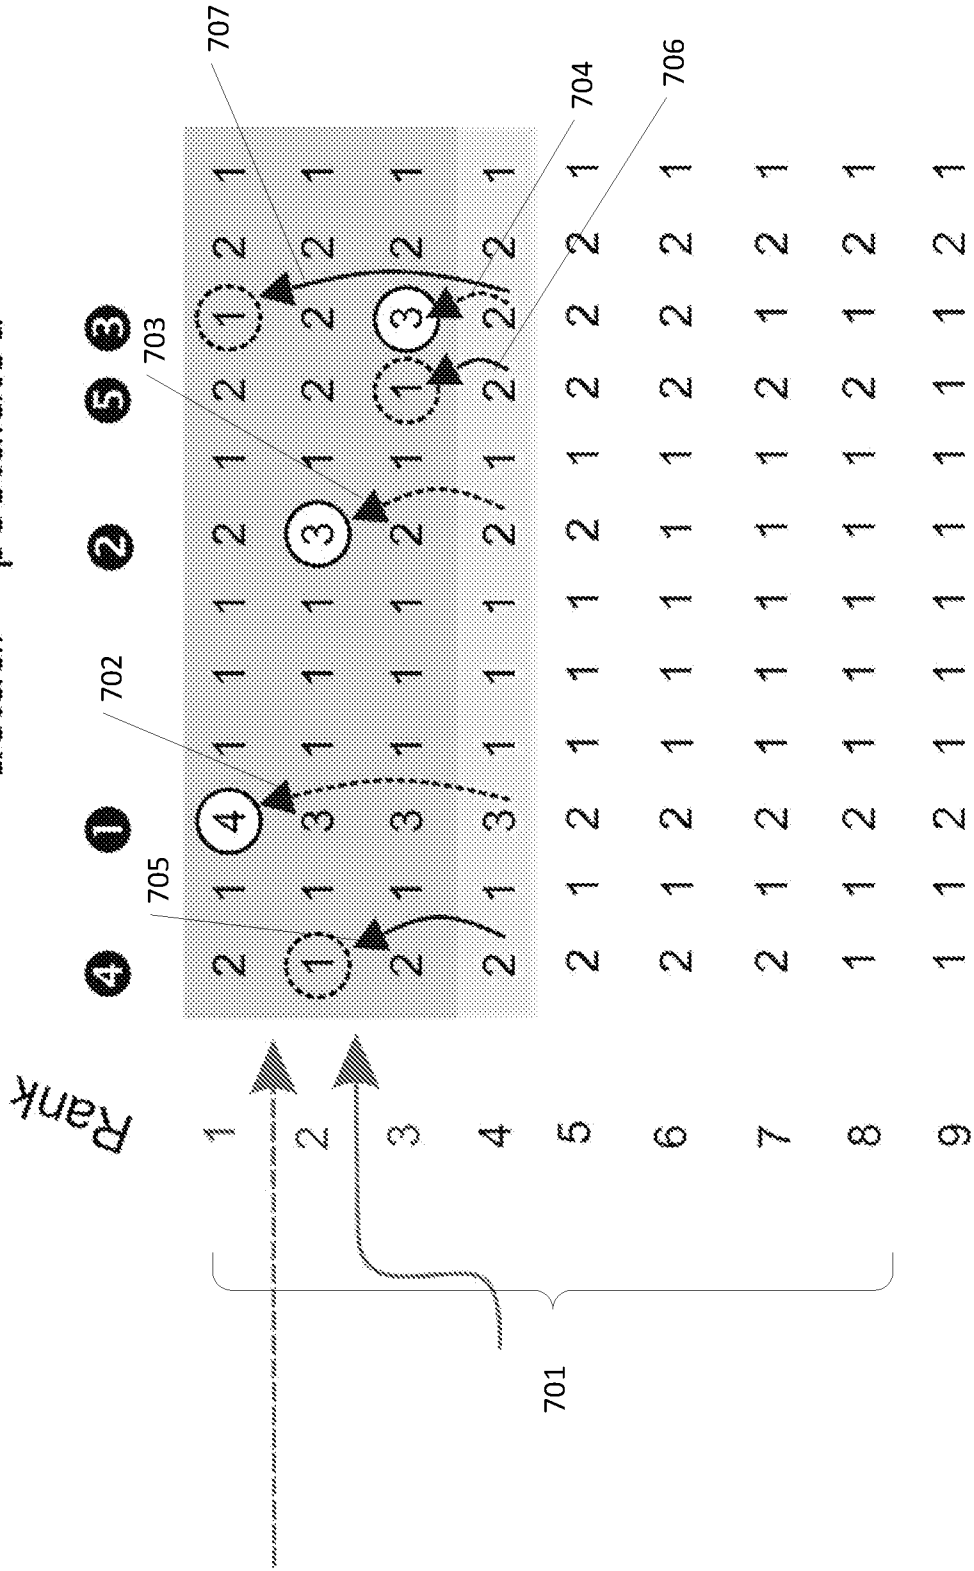 Rank ❹ ❶ ❷ ❺ ❸
705 702 703 707
1 2 1 4 1 1 1 2 1 2 1 2 1
2 1 1 3 1 1 1 3 1 2 2 2 1
3 2 1 3 1 1 1 2 1 1 3 2 1
4 2 1 3 1 1 1 2 1 2 2 2 1
701
704
5 2 1 2 1 1 1 2 1 2 2 2 1
6 2 1 2 1 1 1 1 1 2 2 2 1
706
7 2 1 2 1 1 1 1 1 2 1 2 1
8 1 1 2 1 1 1 1 1 2 1 2 1
9 1 1 2 1 1 1 1 1 1 1 2 1